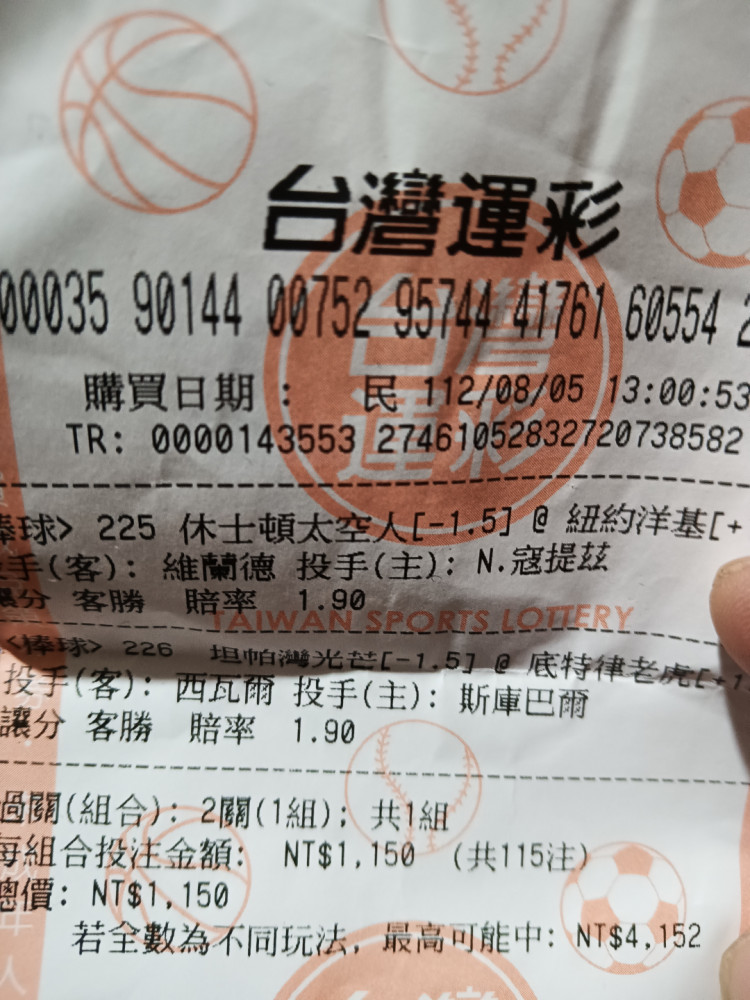 台灣運彩
00035 90144 00752 95744 41761 60554 2
購買日期： 民 112/08/05 13:00:53
TR: 0000143553 27461052832720738582
棒球> 225 休士頓太空人[-1.5] @ 紐約洋基[+
手(客): 維蘭德 投手(主): N.寇提茲
讓分 客勝 賠率 1.90
TAIWAN SPORTS LOTTERY
<棒球> 226 坦帕灣光芒[-1.5] @ 底特律老虎[+1
投手(客): 西瓦爾 投手(主): 斯庫巴爾
讓分 客勝 賠率 1.90
過關(組合): 2關(1組); 共1組
每組合投注金額: NT$1,150 (共115注)
總價: NT$1,150
若全數為不同玩法, 最高可能中: NT$4,152